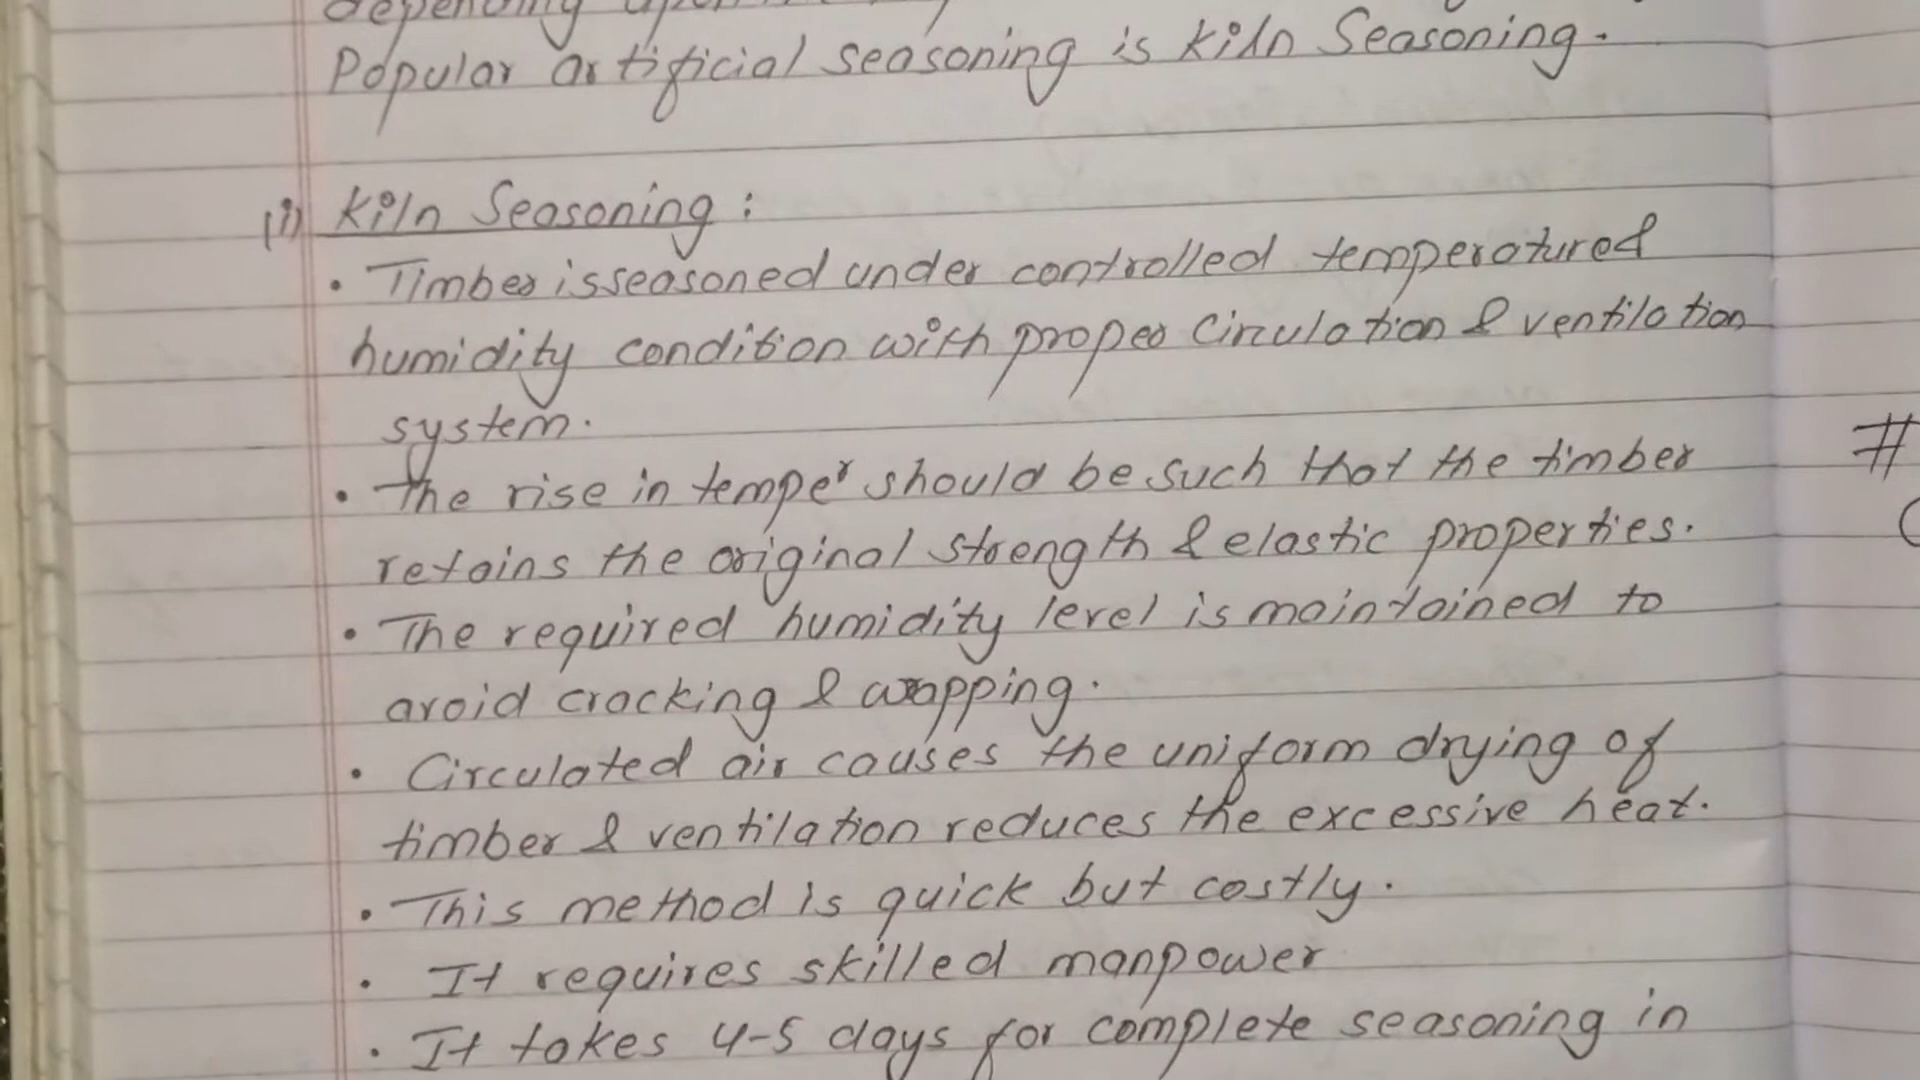 depending upon
Popular artificial seasoning is kiln Seasoning.
(i) Kiln Seasoning :
• Timber is seasoned under controlled temperatured
humidity condition with proper Circulation & ventilation
system.
• The rise in temper should be such that the timber
retains the original strength & elastic properties.
• The required humidity level is maintained to
avoid cracking & wrapping.
• Circulated air causes the uniform drying of
timber & ventilation reduces the excessive heat.
• This method is quick but costly.
• It requires skilled manpower
• It takes 4-5 days for complete seasoning in
#